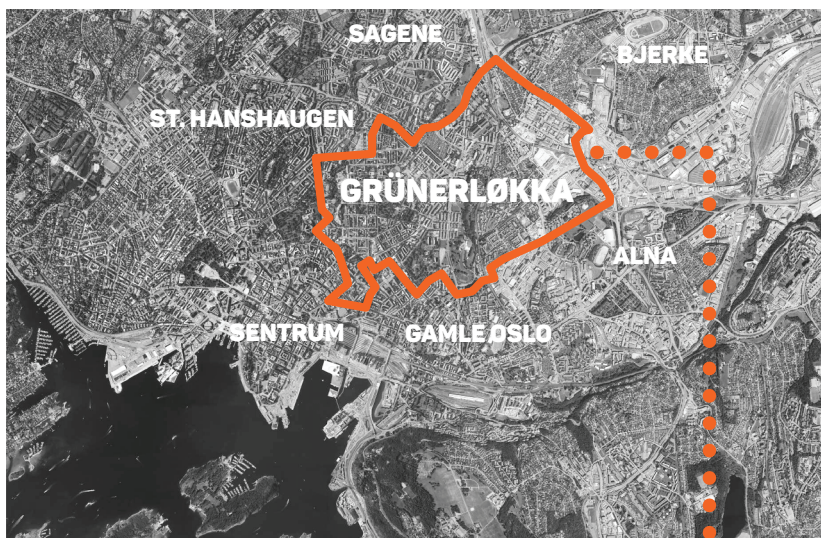 SAGENE
BJERKE
ST. HANSHAUGEN
GRÜNERLØKKA
ALNA
SENTRUM
GAMLE OSLO